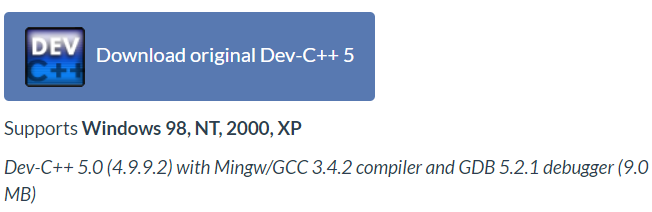 DEV
C++
Download original Dev-C++ 5
Supports Windows 98, NT, 2000, XP
Dev-C++ 5.0 (4.9.9.2) with Mingw/GCC 3.4.2 compiler and GDB 5.2.1 debugger (9.0
MB)